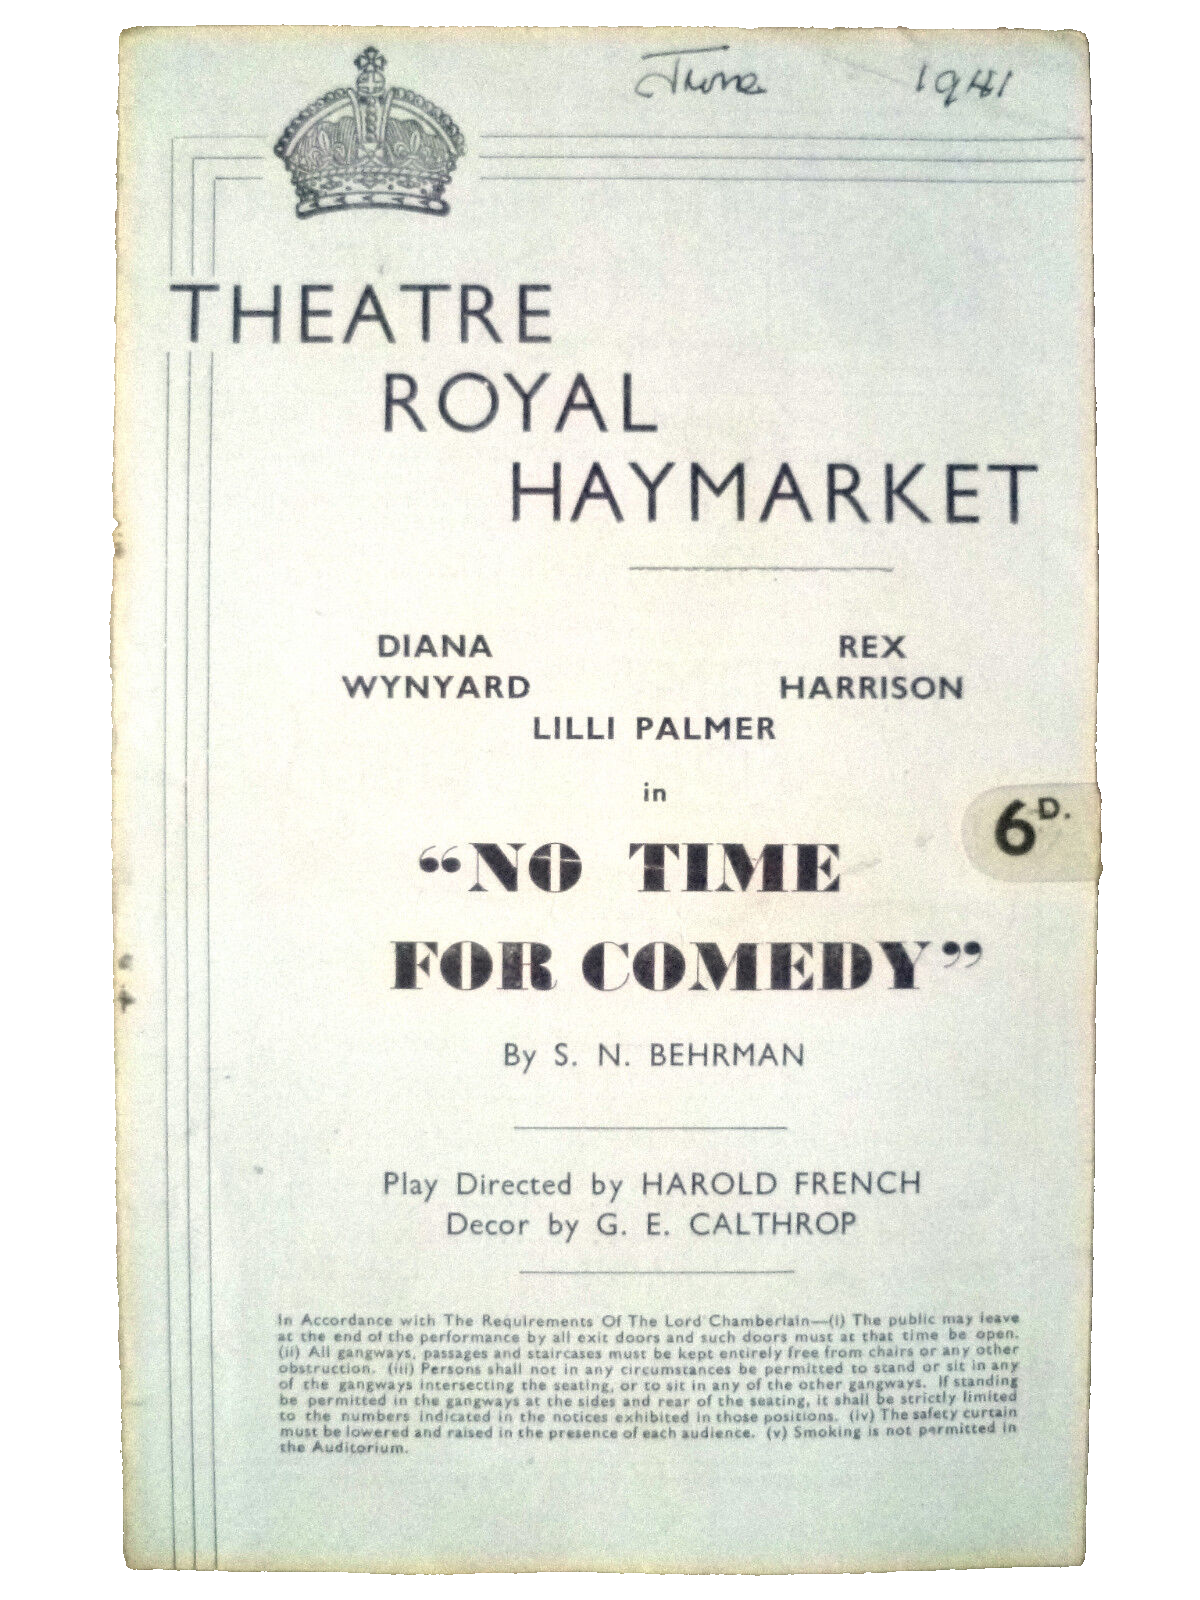 1941
THEATRE
ROYAL
HAYMARKET
DIANA WYNYARD
REX HARRISON
LILLI PALMER
in
6D.
“NO TIME
FOR COMEDY”
By S. N. BEHRMAN
Play Directed by HAROLD FRENCH
Decor by G. E. CALTHROP
In Accordance with The Requirements Of The Lord Chamberlain—(i) The public may leave
at the end of the performance by all exit doors and such doors must at that time be open.
(ii) All gangways, passages and staircases must be kept entirely free from chairs or any other
obstruction. (iii) Persons shall not in any circumstances be permitted to stand or sit in any
of the gangways intersecting the seating, or to sit in any of the other gangways. If standing
be permitted in the gangways at the sides and rear of the seating, it shall be strictly limited
to the numbers indicated in the notices exhibited in those positions. (iv) The safety curtain
must be lowered and raised in the presence of each audience. (v) Smoking is not permitted in
the Auditorium.